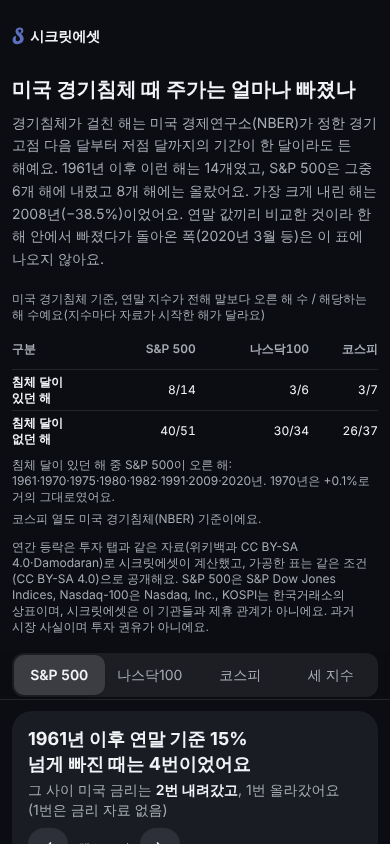 시크릿에셋
미국 경기침체 때 주가는 얼마나 빠졌나
경기침체가 걸친 해는 미국 경제연구소(NBER)가 정한 경기
고점 다음 달부터 저점 달까지의 기간이 한 달이라도 든
해예요. 1961년 이후 이런 해는 14개였고, S&P 500은 그중
6개 해에 내렸고 8개 해에는 올랐어요. 가장 크게 내린 해는
2008년(−38.5%)이었어요. 연말 값끼리 비교한 것이라 한
해 안에서 빠졌다가 돌아온 폭(2020년 3월 등)은 이 표에
나오지 않아요.
미국 경기침체 기준, 연말 지수가 전해 말보다 오른 해 수 / 해당하는
해 수예요(지수마다 자료가 시작한 해가 달라요)
구분 S&P 500 나스닥100 코스피
침체 달이
있던 해 8/14 3/6 3/7
침체 달이
없던 해 40/51 30/34 26/37
침체 달이 있던 해 중 S&P 500이 오른 해:
1961·1970·1975·1980·1982·1991·2009·2020년. 1970년은 +0.1%로
거의 그대로였어요.
코스피 열도 미국 경기침체(NBER) 기준이에요.
연간 등락은 투자 탭과 같은 자료(위키백과 CC BY-SA
4.0·Damodaran)로 시크릿에셋이 계산했고, 가공한 표는 같은 조건
(CC BY-SA 4.0)으로 공개해요. S&P 500은 S&P Dow Jones
Indices, Nasdaq-100은 Nasdaq, Inc., KOSPI는 한국거래소의
상표이며, 시크릿에셋은 이 기관들과 제휴 관계가 아니에요. 과거
시장 사실이며 투자 권유가 아니에요.
S&P 500 나스닥100 코스피 세 지수
1961년 이후 연말 기준 15%
넘게 빠진 때는 4번이었어요
그 사이 미국 금리는 2번 내려갔고, 1번 올라갔어요
(1번은 금리 자료 없음)